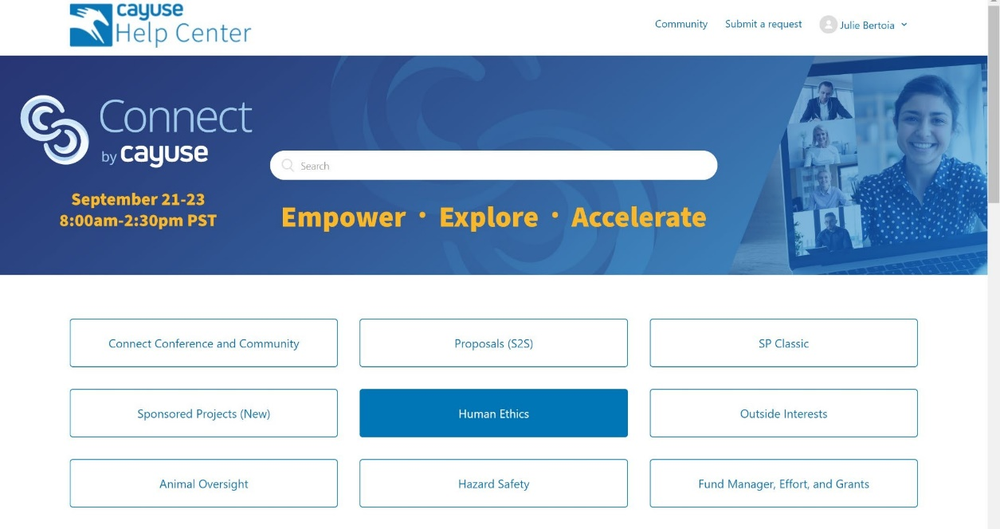 cayuse
Help Center
Community Submit a request Julie Bertoia
Connect
by cayuse
Search
September 21-23
8:00am-2:30pm PST
Empower · Explore · Accelerate
Connect Conference and Community
Proposals (S2S)
SP Classic
Sponsored Projects (New)
Human Ethics
Outside Interests
Animal Oversight
Hazard Safety
Fund Manager, Effort, and Grants